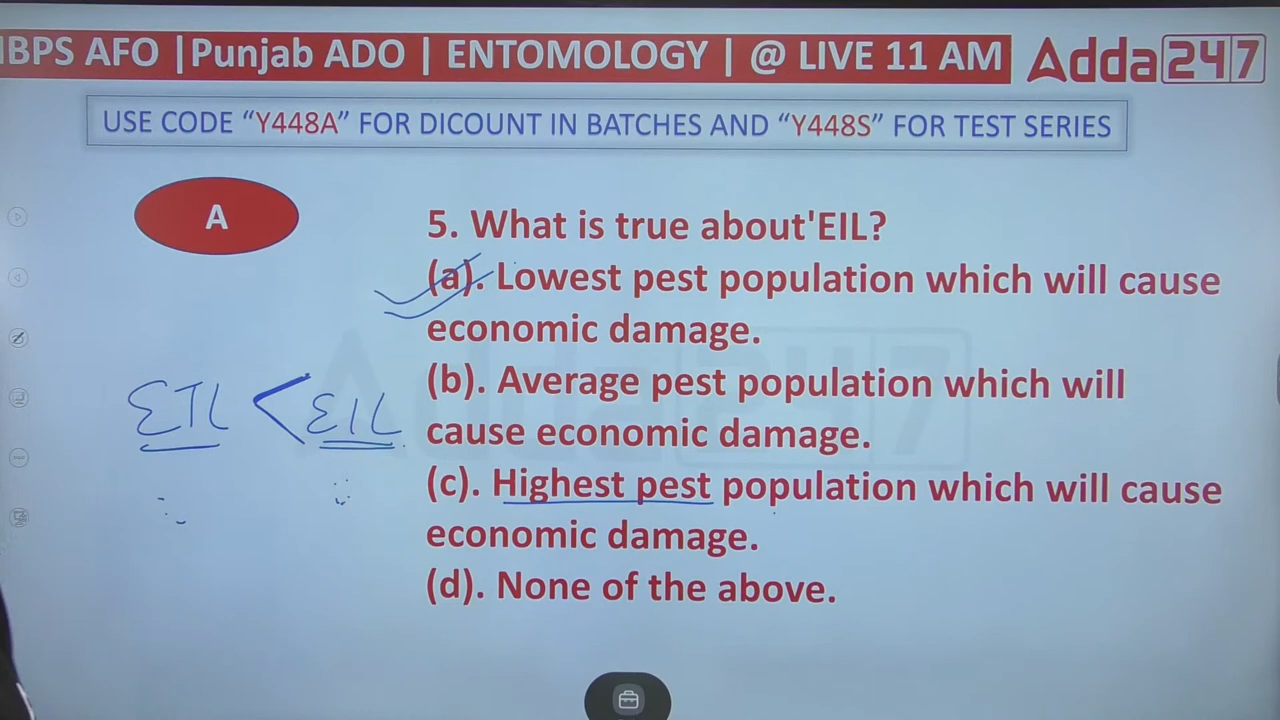 IBPS AFO |Punjab ADO | ENTOMOLOGY | @ LIVE 11 AM
Adda247
USE CODE “Y448A” FOR DICOUNT IN BATCHES AND “Y448S” FOR TEST SERIES
A
5. What is true about'EIL?
(a). Lowest pest population which will cause
economic damage.
(b). Average pest population which will
cause economic damage.
(c). Highest pest population which will cause
economic damage.
(d). None of the above.
ETL < EIL
Adda247